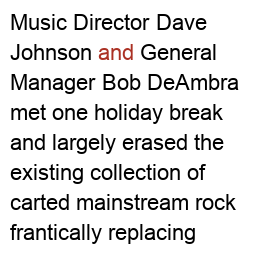 Music Director Dave
Johnson and General
Manager Bob DeAmbra
met one holiday break
and largely erased the
existing collection of
carted mainstream rock
frantically replacing